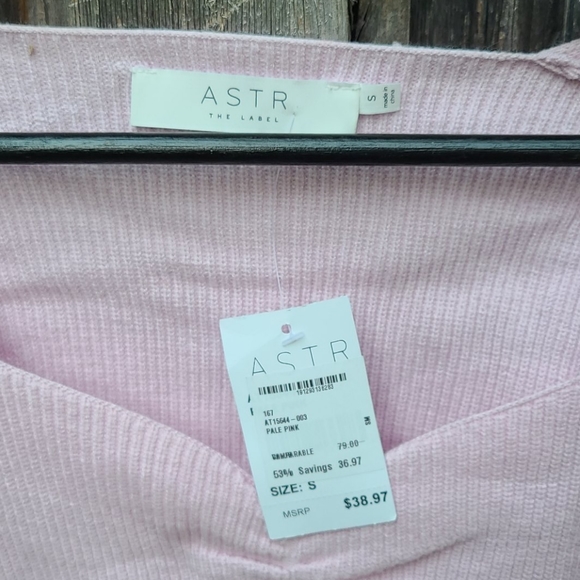 ASTR
THE LABEL
S
made in
china
ASTR
167
AT15644-003
PALE PINK
SM
79.00
53% Savings 36.97
SIZE: S
MSRP $38.97